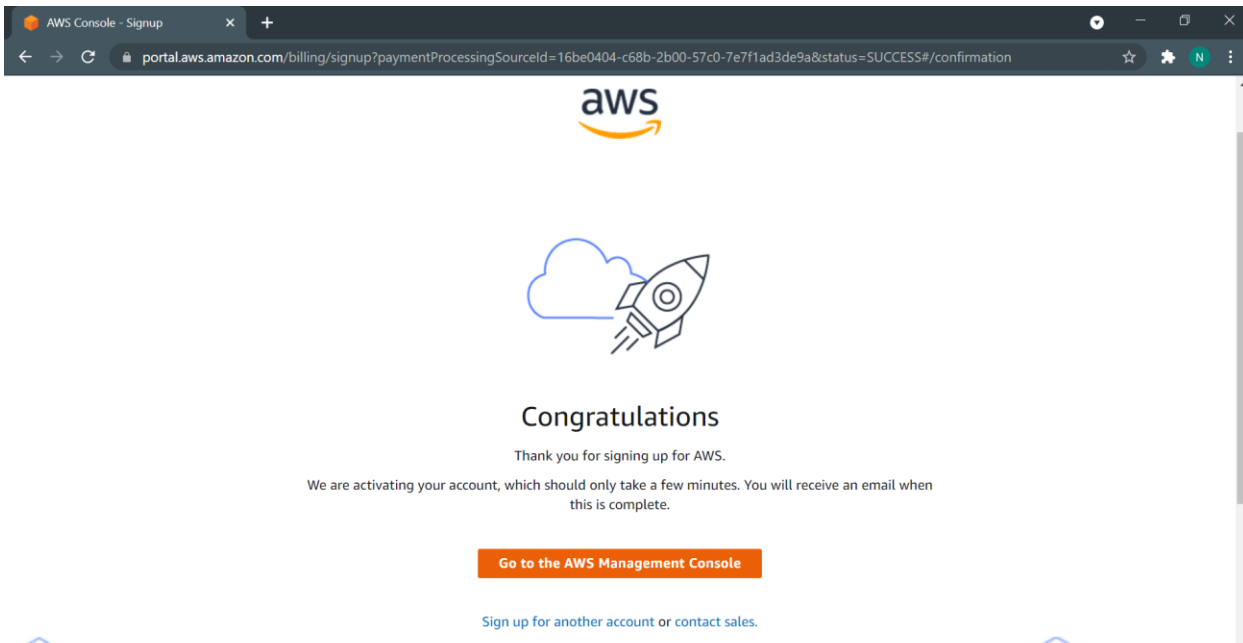 AWS Console - Signup
portal.aws.amazon.com/billing/signup?paymentProcessingSourceId=16be0404-c68b-2b00-57c0-7e7f1ad3de9a&status=SUCCESS#/confirmation
N
aws
Congratulations
Thank you for signing up for AWS.
We are activating your account, which should only take a few minutes. You will receive an email when
this is complete.
Go to the AWS Management Console
Sign up for another account or contact sales.